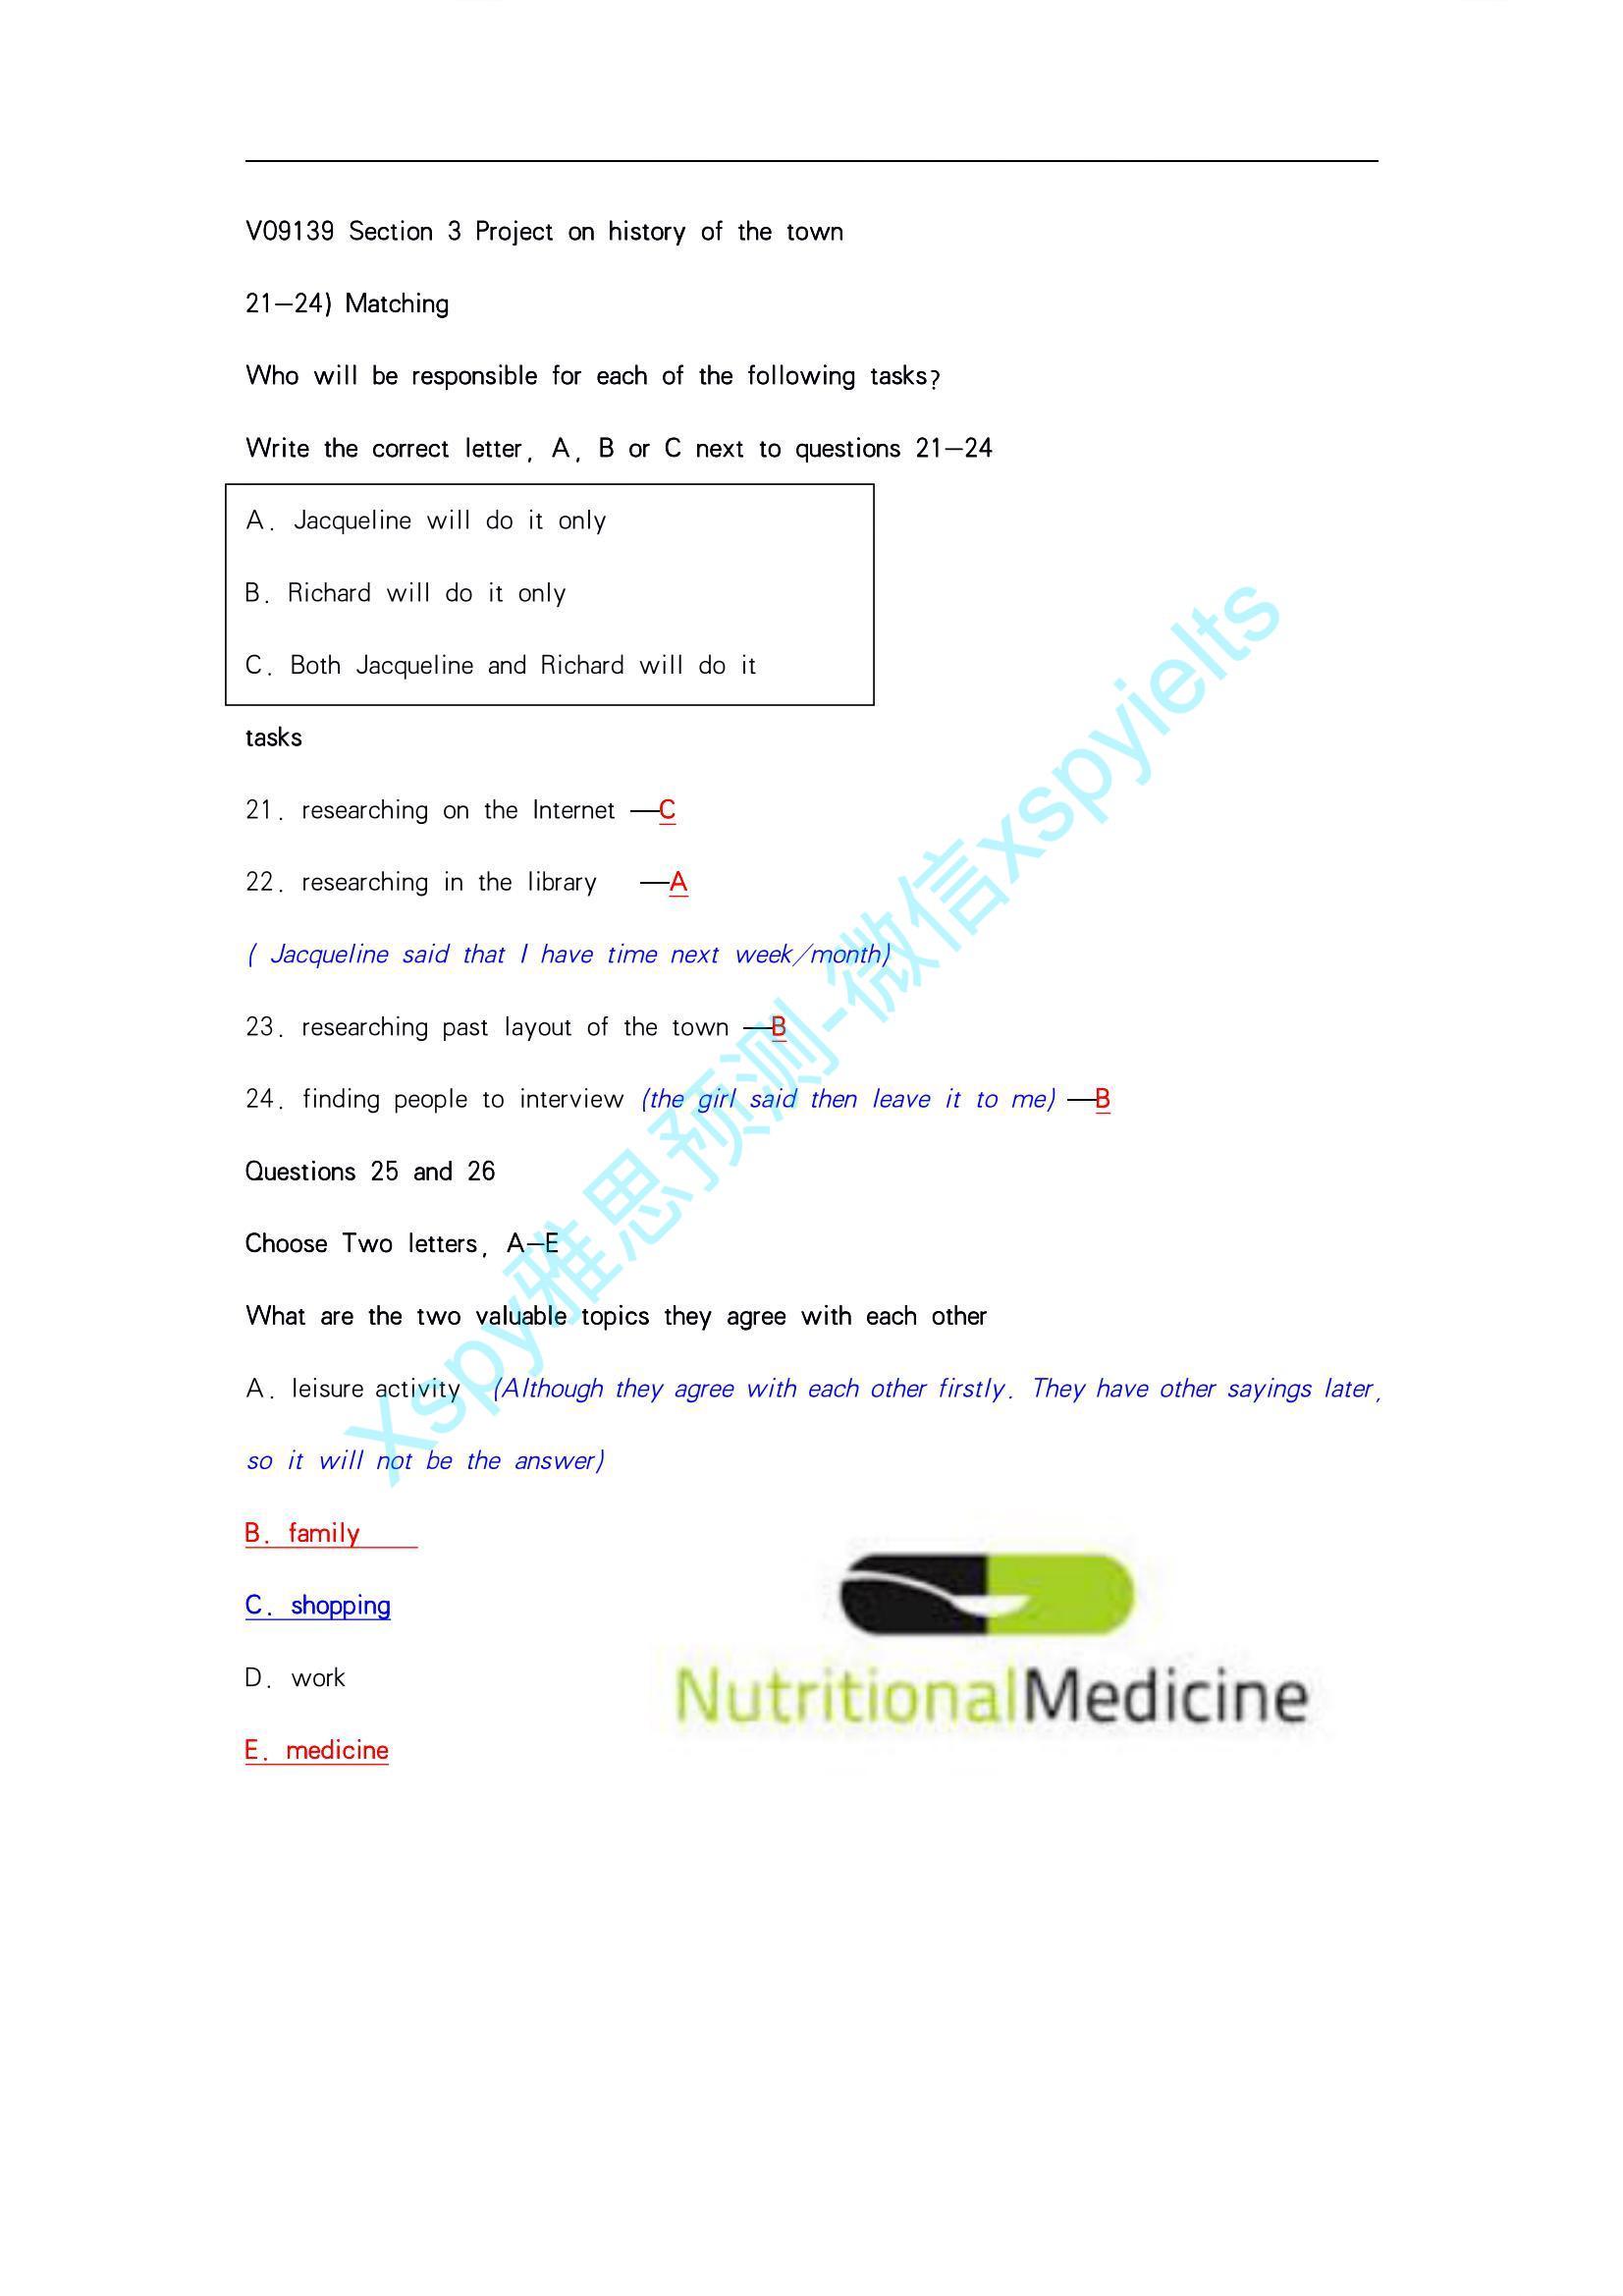 V09139 Section 3 Project on history of the town
21—24) Matching
Who will be responsible for each of the following tasks?
Write the correct letter, A, B or C next to questions 21—24
A. Jacqueline will do it only
B. Richard will do it only
C. Both Jacqueline and Richard will do it
tasks
21. researching on the Internet —C
22. researching in the library —A
( Jacqueline said that I have time next week/month)
23. researching past layout of the town —B
24. finding people to interview (the girl said then leave it to me) —B
Questions 25 and 26
Choose Two letters, A—E
What are the two valuable topics they agree with each other
A. leisure activity (Although they agree with each other firstly. They have other sayings later,
so it will not be the answer)
B. family
C. shopping
D. work
E. medicine
NutritionalMedicine
Xspy雅思预测-微信xspyielts